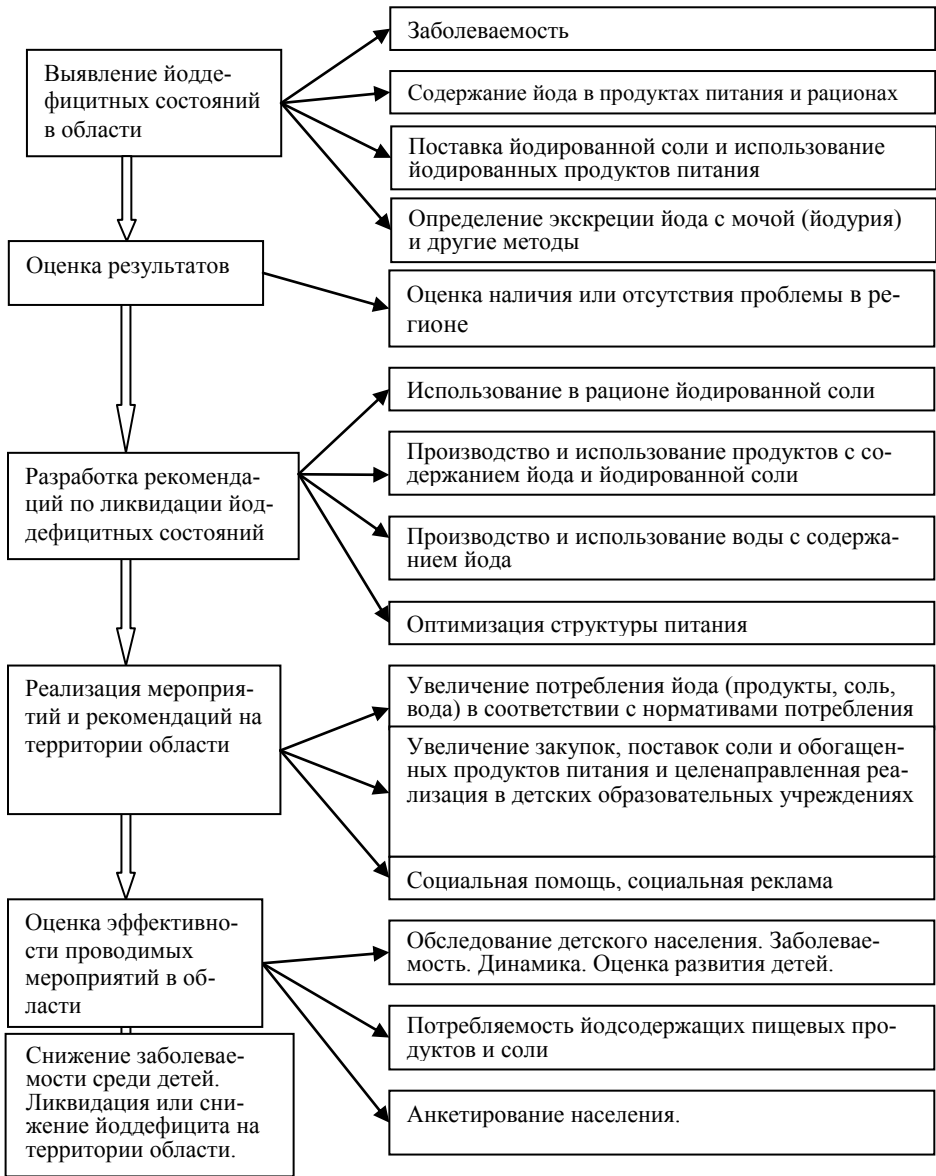 Выявление йодде-
фицитных состояний
в области
Заболеваемость
Содержание йода в продуктах питания и рационах
Поставка йодированной соли и использование
йодированных продуктов питания
Определение экскреции йода с мочой (йодурия)
и другие методы
Оценка результатов
Оценка наличия или отсутствия проблемы в ре-
гионе
Разработка рекоменда-
ций по ликвидации йод-
дефицитных состояний
Использование в рационе йодированной соли
Производство и использование продуктов с со-
держанием йода и йодированной соли
Производство и использование воды с содержа-
нием йода
Оптимизация структуры питания
Реализация мероприя-
тий и рекомендаций на
территории области
Увеличение потребления йода (продукты, соль,
вода) в соответствии с нормативами потребления
Увеличение закупок, поставок соли и обогащен-
ных продуктов питания и целенаправленная реа-
лизация в детских образовательных учреждениях
Социальная помощь, социальная реклама
Оценка эффективно-
сти проводимых
мероприятий в об-
ласти
Обследование детского населения. Заболевае-
мость. Динамика. Оценка развития детей.
Потребляемость йодсодержащих пищевых про-
дуктов и соли
Анкетирование населения.
Снижение заболевае-
мости среди детей.
Ликвидация или сни-
жение йоддефицита на
территории области.